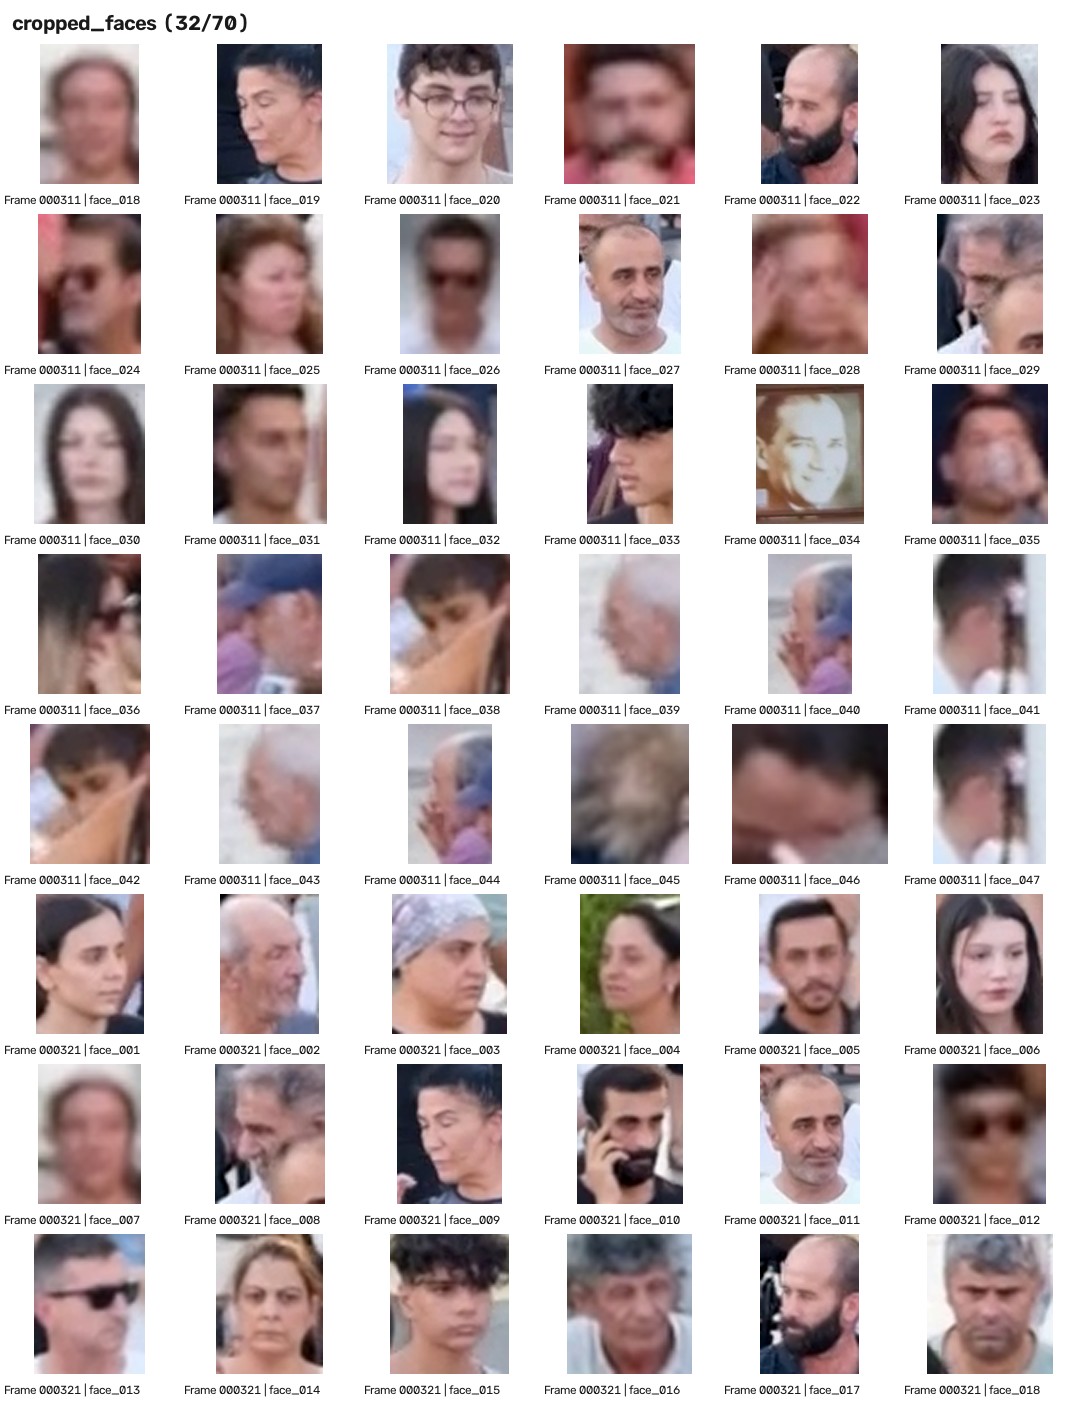 cropped_faces (32/70)
Frame 000311 | face_018
Frame 000311 | face_019
Frame 000311 | face_020
Frame 000311 | face_021
Frame 000311 | face_022
Frame 000311 | face_023
Frame 000311 | face_024
Frame 000311 | face_025
Frame 000311 | face_026
Frame 000311 | face_027
Frame 000311 | face_028
Frame 000311 | face_029
Frame 000311 | face_030
Frame 000311 | face_031
Frame 000311 | face_032
Frame 000311 | face_033
Frame 000311 | face_034
Frame 000311 | face_035
Frame 000311 | face_036
Frame 000311 | face_037
Frame 000311 | face_038
Frame 000311 | face_039
Frame 000311 | face_040
Frame 000311 | face_041
Frame 000311 | face_042
Frame 000311 | face_043
Frame 000311 | face_044
Frame 000311 | face_045
Frame 000311 | face_046
Frame 000311 | face_047
Frame 000321 | face_001
Frame 000321 | face_002
Frame 000321 | face_003
Frame 000321 | face_004
Frame 000321 | face_005
Frame 000321 | face_006
Frame 000321 | face_007
Frame 000321 | face_008
Frame 000321 | face_009
Frame 000321 | face_010
Frame 000321 | face_011
Frame 000321 | face_012
Frame 000321 | face_013
Frame 000321 | face_014
Frame 000321 | face_015
Frame 000321 | face_016
Frame 000321 | face_017
Frame 000321 | face_018